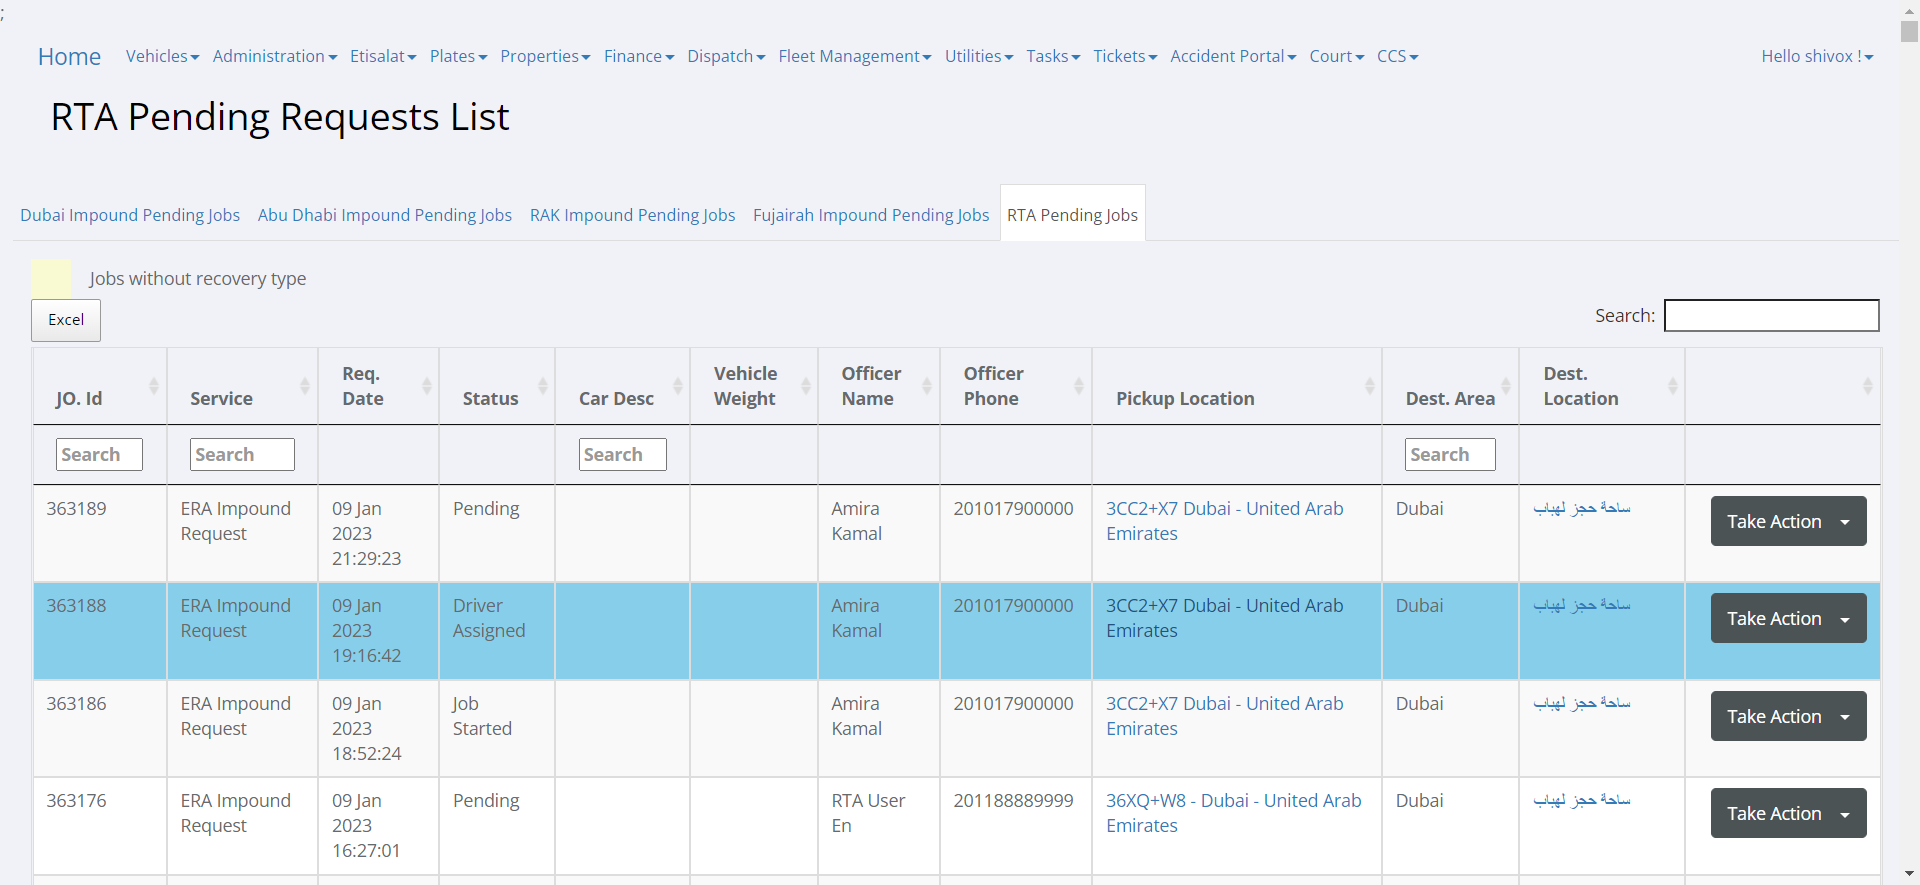 ;
Home Vehicles Administration Etisalat Plates Properties Finance Dispatch Fleet Management Utilities Tasks Tickets Accident Portal Court CCS Hello shivox !
RTA Pending Requests List
Dubai Impound Pending Jobs Abu Dhabi Impound Pending Jobs RAK Impound Pending Jobs Fujairah Impound Pending Jobs RTA Pending Jobs
Jobs without recovery type
Excel Search:
JO. Id Service Req. Date Status Car Desc Vehicle Weight Officer Name Officer Phone Pickup Location Dest. Area Dest. Location
Search Search Search Search
363189 ERA Impound Request 09 Jan 2023 21:29:23 Pending Amira Kamal 201017900000 3CC2+X7 Dubai - United Arab Emirates Dubai ساحة حجز لهباب Take Action
363188 ERA Impound Request 09 Jan 2023 19:16:42 Driver Assigned Amira Kamal 201017900000 3CC2+X7 Dubai - United Arab Emirates Dubai ساحة حجز لهباب Take Action
363186 ERA Impound Request 09 Jan 2023 18:52:24 Job Started Amira Kamal 201017900000 3CC2+X7 Dubai - United Arab Emirates Dubai ساحة حجز لهباب Take Action
363176 ERA Impound Request 09 Jan 2023 16:27:01 Pending RTA User En 201188889999 36XQ+W8 - Dubai - United Arab Emirates Dubai ساحة حجز لهباب Take Action